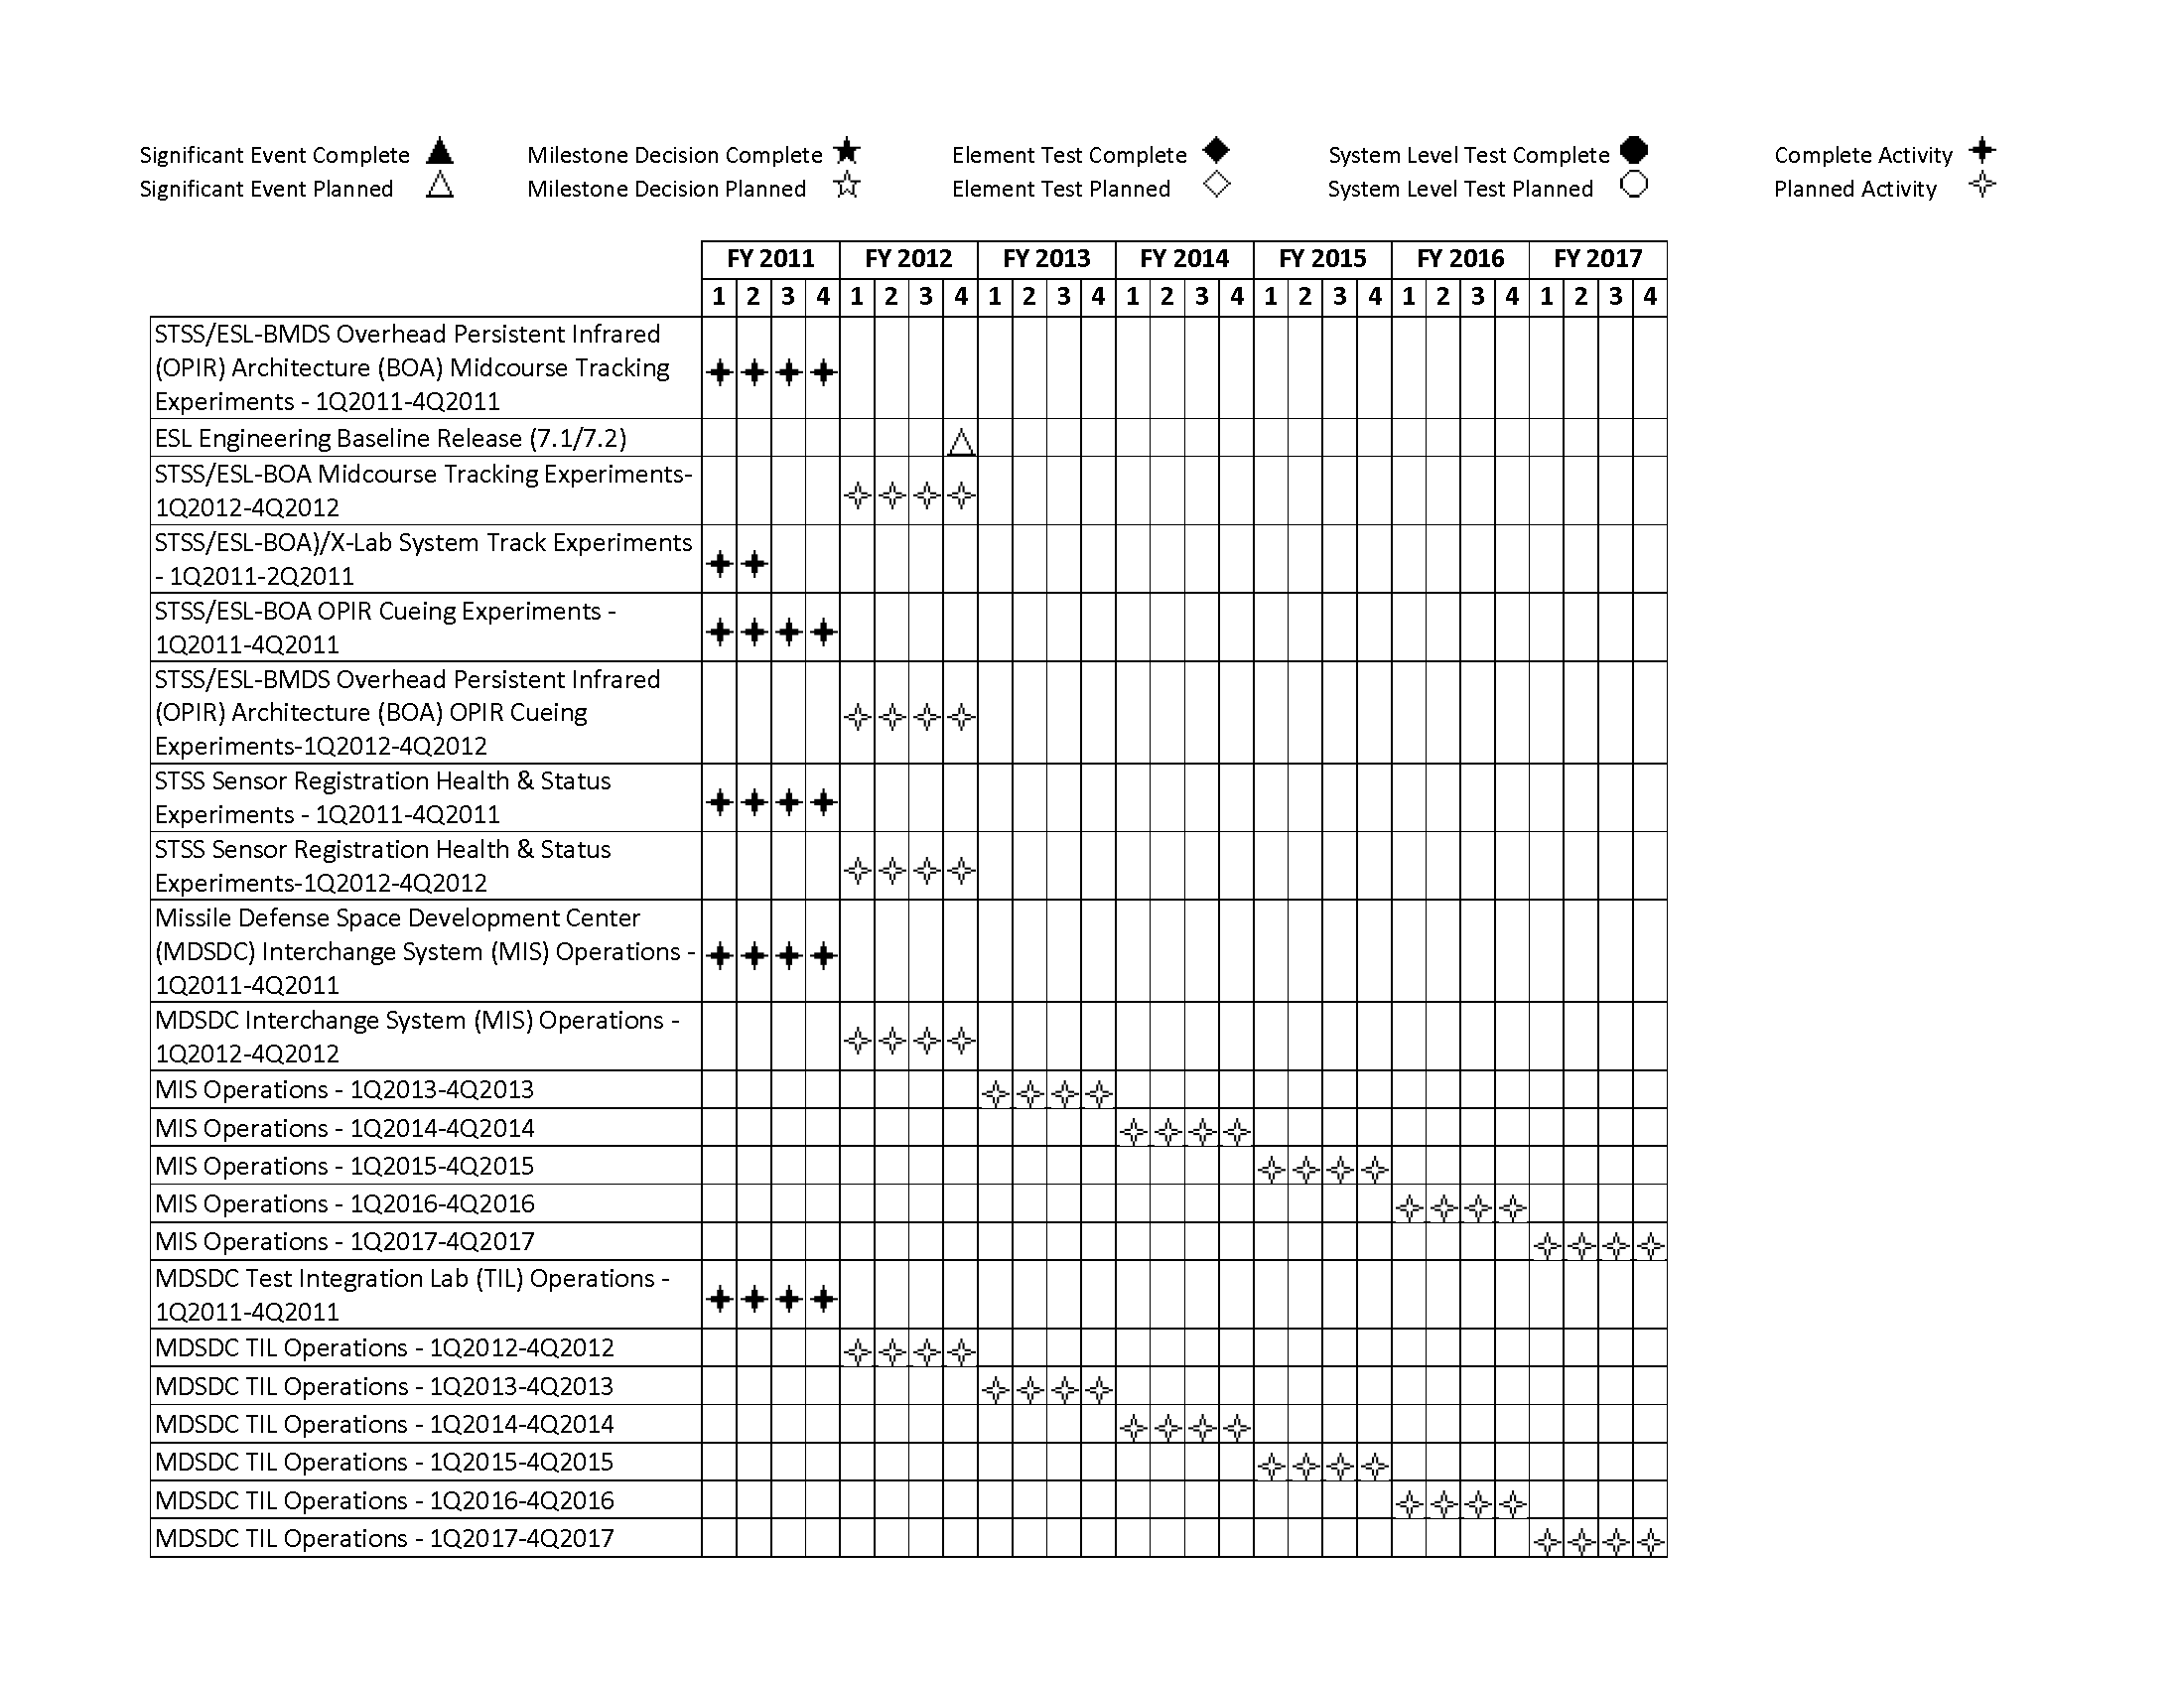 Significant Event Complete
Milestone Decision Complete
Element Test Complete
System Level Test Complete
Complete Activity
Significant Event Planned
Milestone Decision Planned
Element Test Planned
System Level Test Planned
Planned Activity
FY 2011 FY 2012 FY 2013 FY 2014 FY 2015 FY 2016 FY 2017
1 2 3 4 1 2 3 4 1 2 3 4 1 2 3 4 1 2 3 4 1 2 3 4 1 2 3 4
STSS/ESL-BMDS Overhead Persistent Infrared
(OPIR) Architecture (BOA) Midcourse Tracking
Experiments - 1Q2011-4Q2011
ESL Engineering Baseline Release (7.1/7.2)
STSS/ESL-BOA Midcourse Tracking Experiments-
1Q2012-4Q2012
STSS/ESL-BOA)/X-Lab System Track Experiments
- 1Q2011-2Q2011
STSS/ESL-BOA OPIR Cueing Experiments -
1Q2011-4Q2011
STSS/ESL-BMDS Overhead Persistent Infrared
(OPIR) Architecture (BOA) OPIR Cueing
Experiments-1Q2012-4Q2012
STSS Sensor Registration Health & Status
Experiments - 1Q2011-4Q2011
STSS Sensor Registration Health & Status
Experiments-1Q2012-4Q2012
Missile Defense Space Development Center
(MDSDC) Interchange System (MIS) Operations -
1Q2011-4Q2011
MDSDC Interchange System (MIS) Operations -
1Q2012-4Q2012
MIS Operations - 1Q2013-4Q2013
MIS Operations - 1Q2014-4Q2014
MIS Operations - 1Q2015-4Q2015
MIS Operations - 1Q2016-4Q2016
MIS Operations - 1Q2017-4Q2017
MDSDC Test Integration Lab (TIL) Operations -
1Q2011-4Q2011
MDSDC TIL Operations - 1Q2012-4Q2012
MDSDC TIL Operations - 1Q2013-4Q2013
MDSDC TIL Operations - 1Q2014-4Q2014
MDSDC TIL Operations - 1Q2015-4Q2015
MDSDC TIL Operations - 1Q2016-4Q2016
MDSDC TIL Operations - 1Q2017-4Q2017